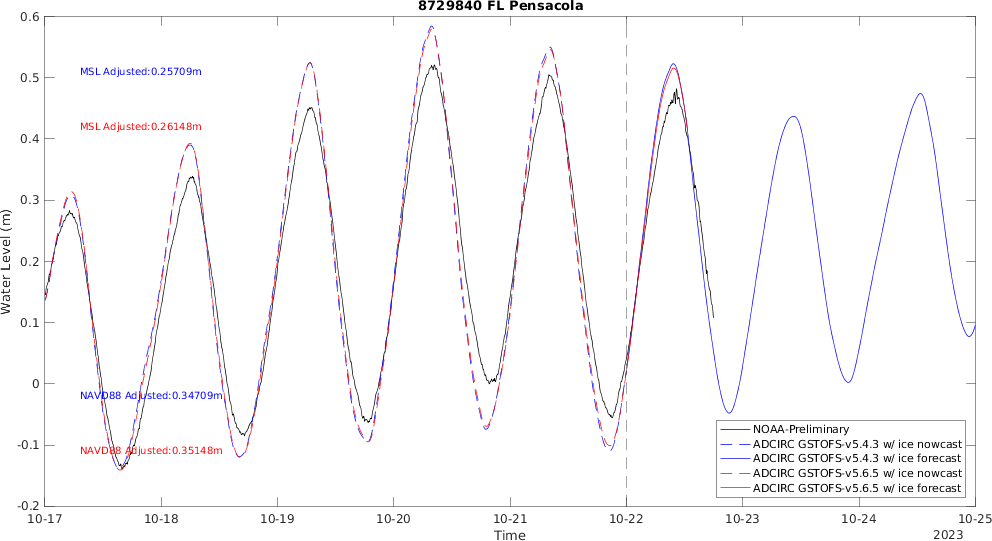 8729840 FL Pensacola
0.6
0.5
0.4
0.3
0.2
0.1
0
-0.1
-0.2
Water Level (m)
MSL Adjusted:0.25709m
MSL Adjusted:0.26148m
NAVD88 Adjusted:0.34709m
NAVD88 Adjusted:0.35148m
NOAA-Preliminary
ADCIRC GSTOFS-v5.4.3 w/ ice nowcast
ADCIRC GSTOFS-v5.4.3 w/ ice forecast
ADCIRC GSTOFS-v5.6.5 w/ ice nowcast
ADCIRC GSTOFS-v5.6.5 w/ ice forecast
10-17 10-18 10-19 10-20 10-21 10-22 10-23 10-24 10-25
Time
2023